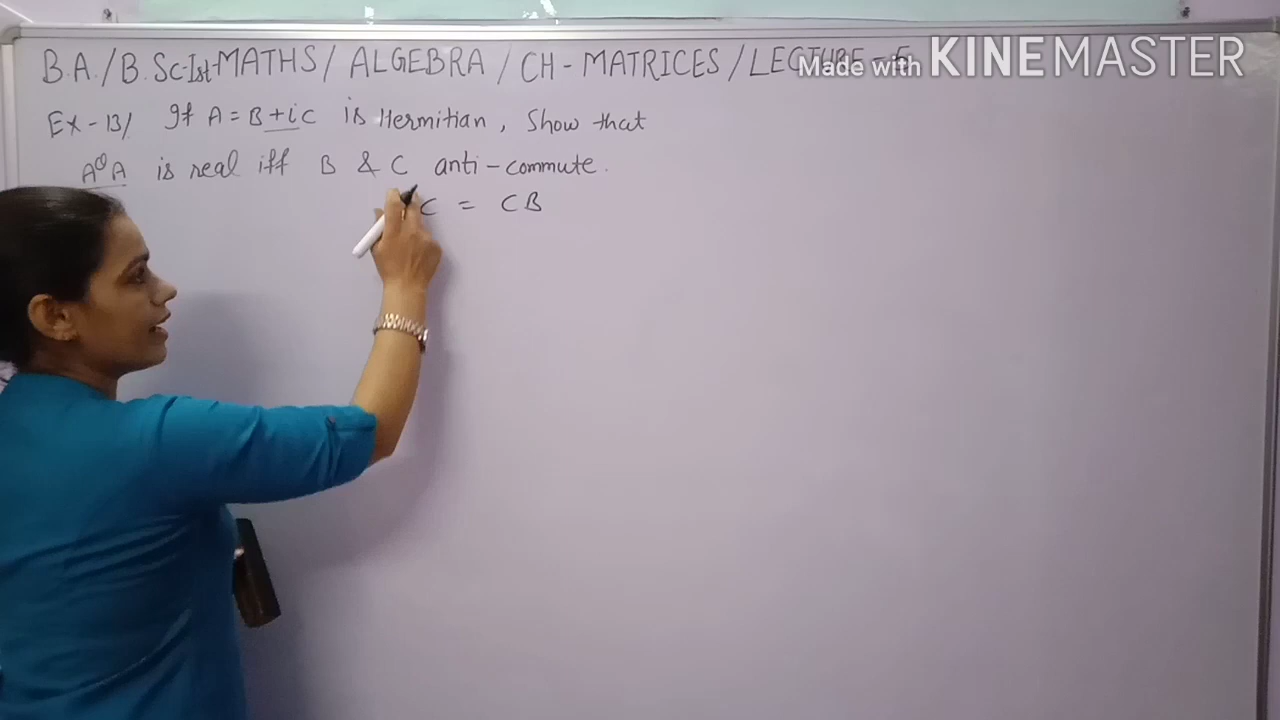 B.A./B.Sc-Ist-MATHS/ALGEBRA/CH-MATRICES/LECTURE-5
Made with KINEMASTER
Ex-13/ If A = B+iC is Hermitian, Show that
A^θA is real iff B & C anti-commute.
C = CB